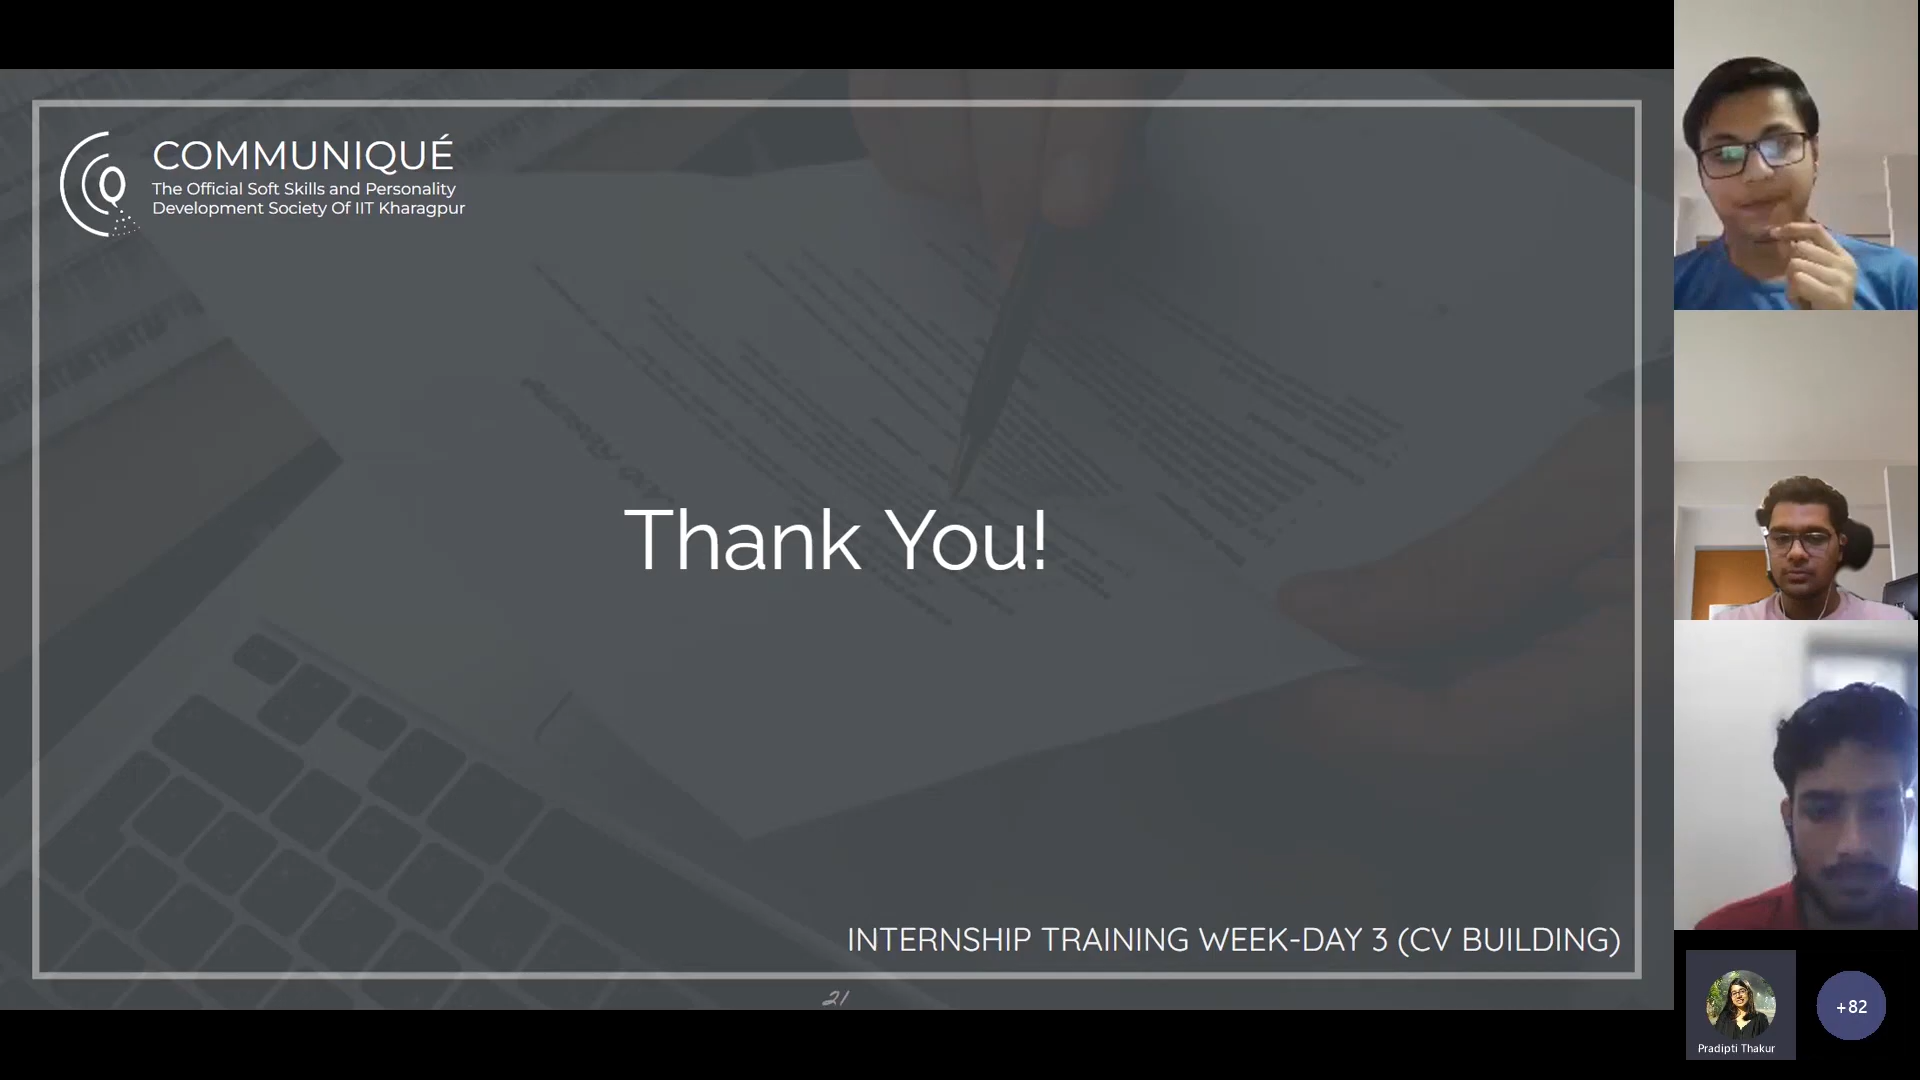 COMMUNIQUÉ
The Official Soft Skills and Personality
Development Society Of IIT Kharagpur
Thank You!
INTERNSHIP TRAINING WEEK-DAY 3 (CV BUILDING)
21
Pradipti Thakur
+82